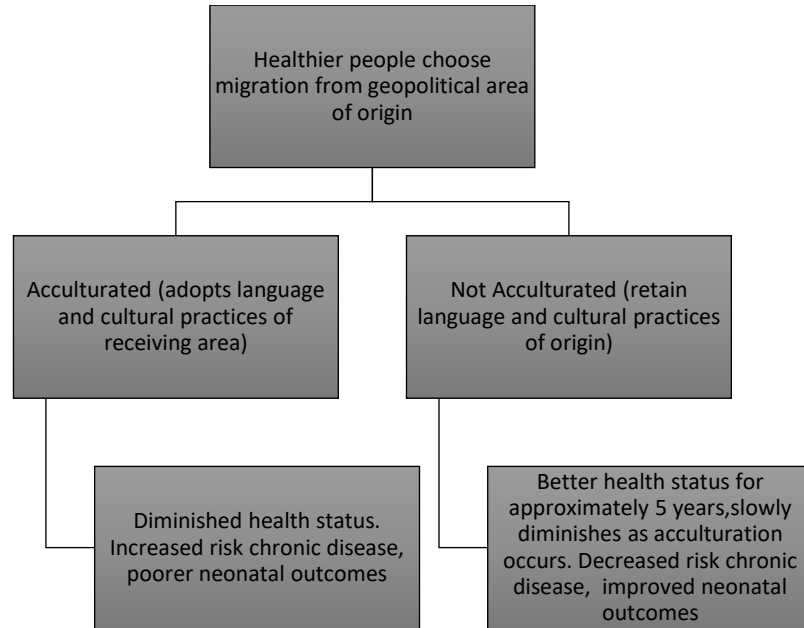 Healthier people choose
migration from geopolitical area
of origin
Acculturated (adopts language
and cultural practices of
receiving area)
Not Acculturated (retain
language and cultural practices
of origin)
Diminished health status.
Increased risk chronic disease,
poorer neonatal outcomes
Better health status for
approximately 5 years,slowly
diminishes as acculturation
occurs. Decreased risk chronic
disease,  improved neonatal
outcomes